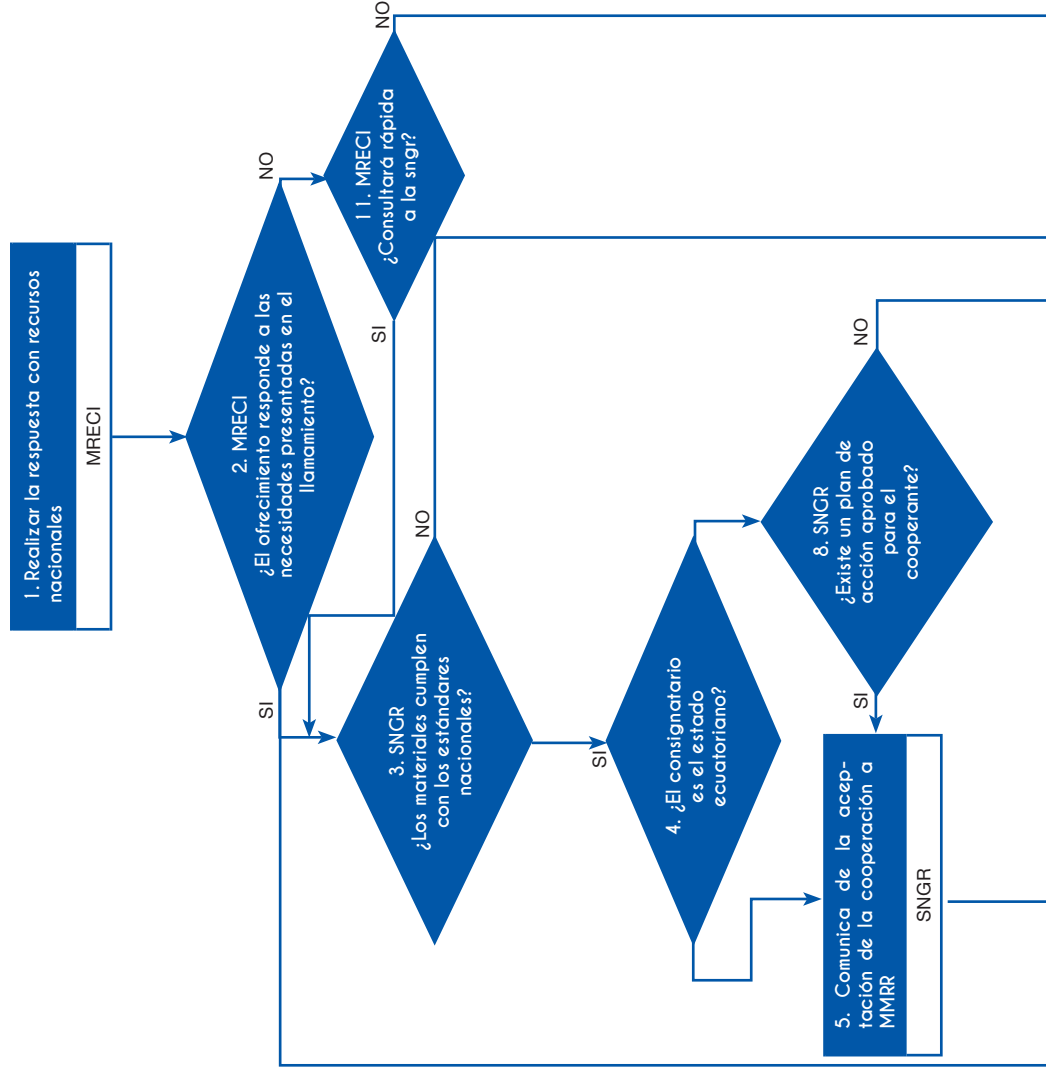 1. Realizar la respuesta con recursos
nacionales
MRECI
2. MRECI
¿El ofrecimiento responde a las
necesidades presentadas en el
llamamiento?
SI
NO
11. MRECI
¿Consultará rápida
a la sngr?
SI
NO
3. SNGR
¿Los materiales cumplen
con los estándares
nacionales?
NO
SI
4. ¿El consignatario
es el estado
ecuatoriano?
8. SNGR
¿Existe un plan de
acción aprobado
para el
cooperante?
SI
NO
5. Comunica de la acep-
tación de la cooperación a
MMRR
SNGR